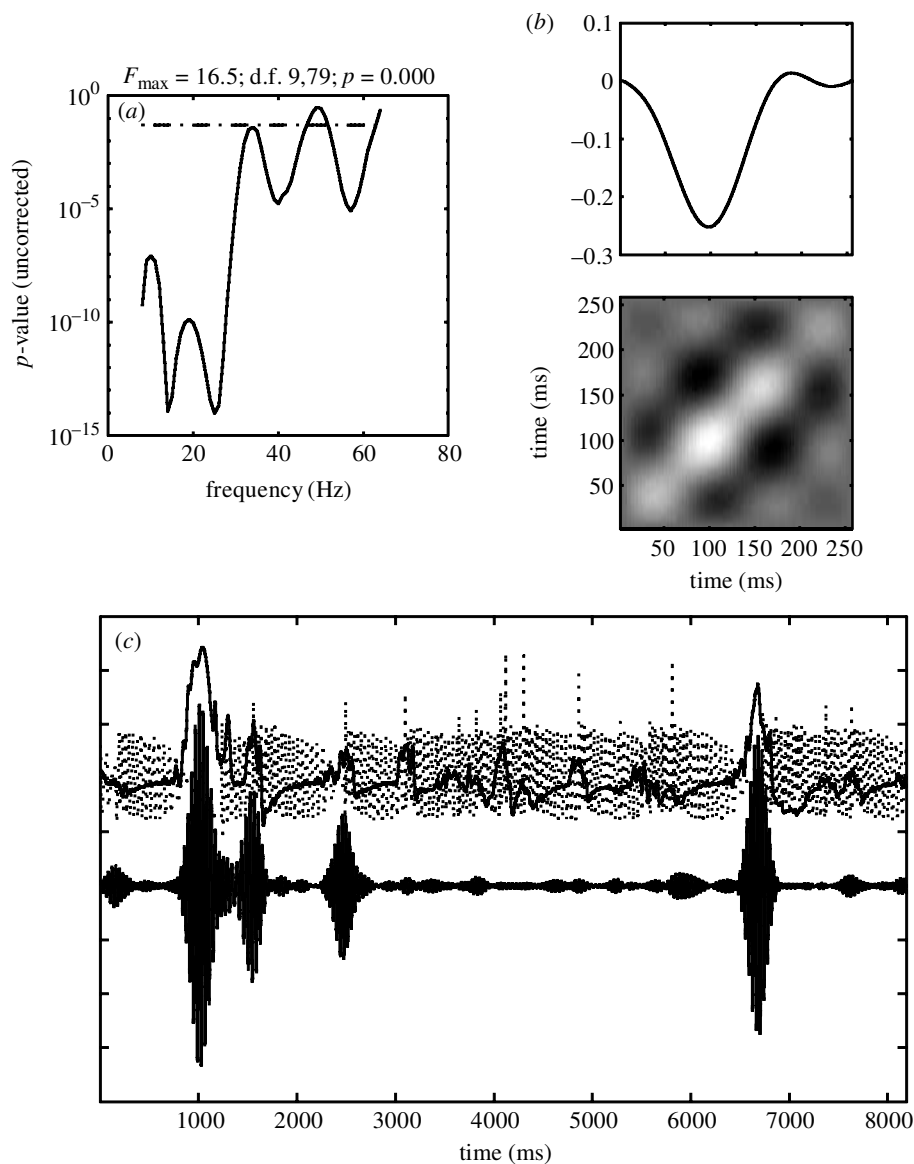 F_max = 16.5; d.f. 9,79; p = 0.000
(a)
10^0
10^−5
10^−10
10^−15
p-value (uncorrected)
0 20 40 60 80
frequency (Hz)
(b)
0.1
0
−0.1
−0.2
−0.3
250
200
150
100
50
time (ms)
50 100 150 200 250
time (ms)
(c)
1000 2000 3000 4000 5000 6000 7000 8000
time (ms)